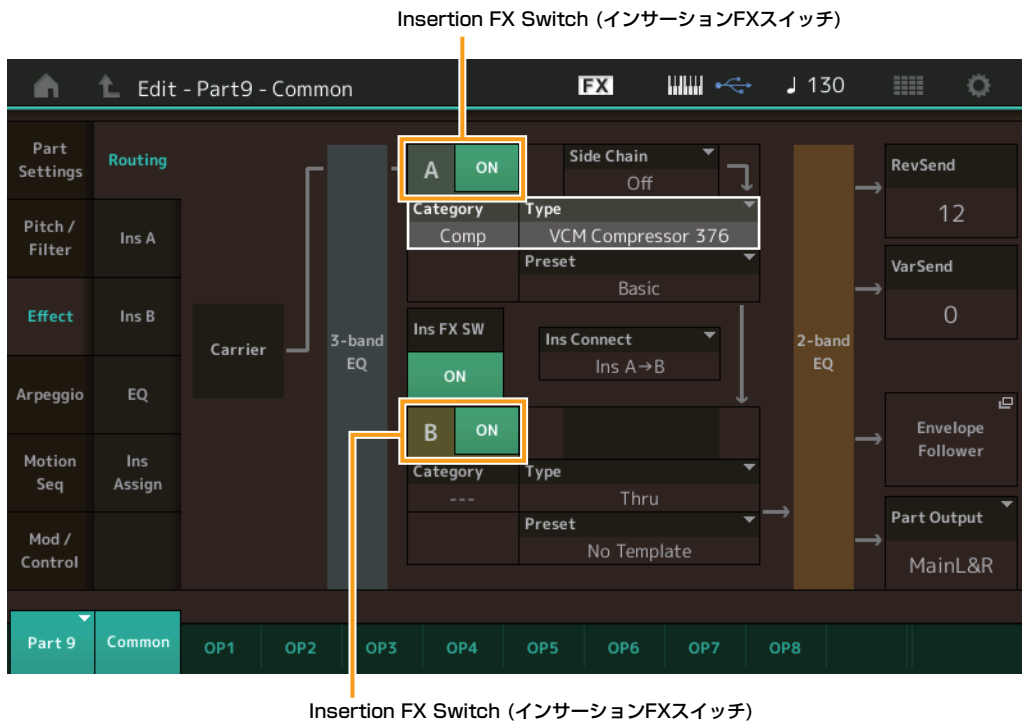 Insertion FX Switch (インサーションFXスイッチ)
Edit - Part9 - Common
FX
♩ 130
Part
Settings
Pitch /
Filter
Effect
Arpeggio
Motion
Seq
Mod /
Control
Routing
Ins A
Ins B
EQ
Ins
Assign
Carrier
3-band
EQ
A
ON
Side Chain
Off
Category
Comp
Type
VCM Compressor 376
Preset
Basic
Ins FX SW
ON
Ins Connect
Ins A→B
B
ON
Category
---
Type
Thru
Preset
No Template
2-band
EQ
RevSend
12
VarSend
0
Envelope
Follower
Part Output
MainL&R
Part 9
Common
OP1
OP2
OP3
OP4
OP5
OP6
OP7
OP8
Insertion FX Switch (インサーションFXスイッチ)